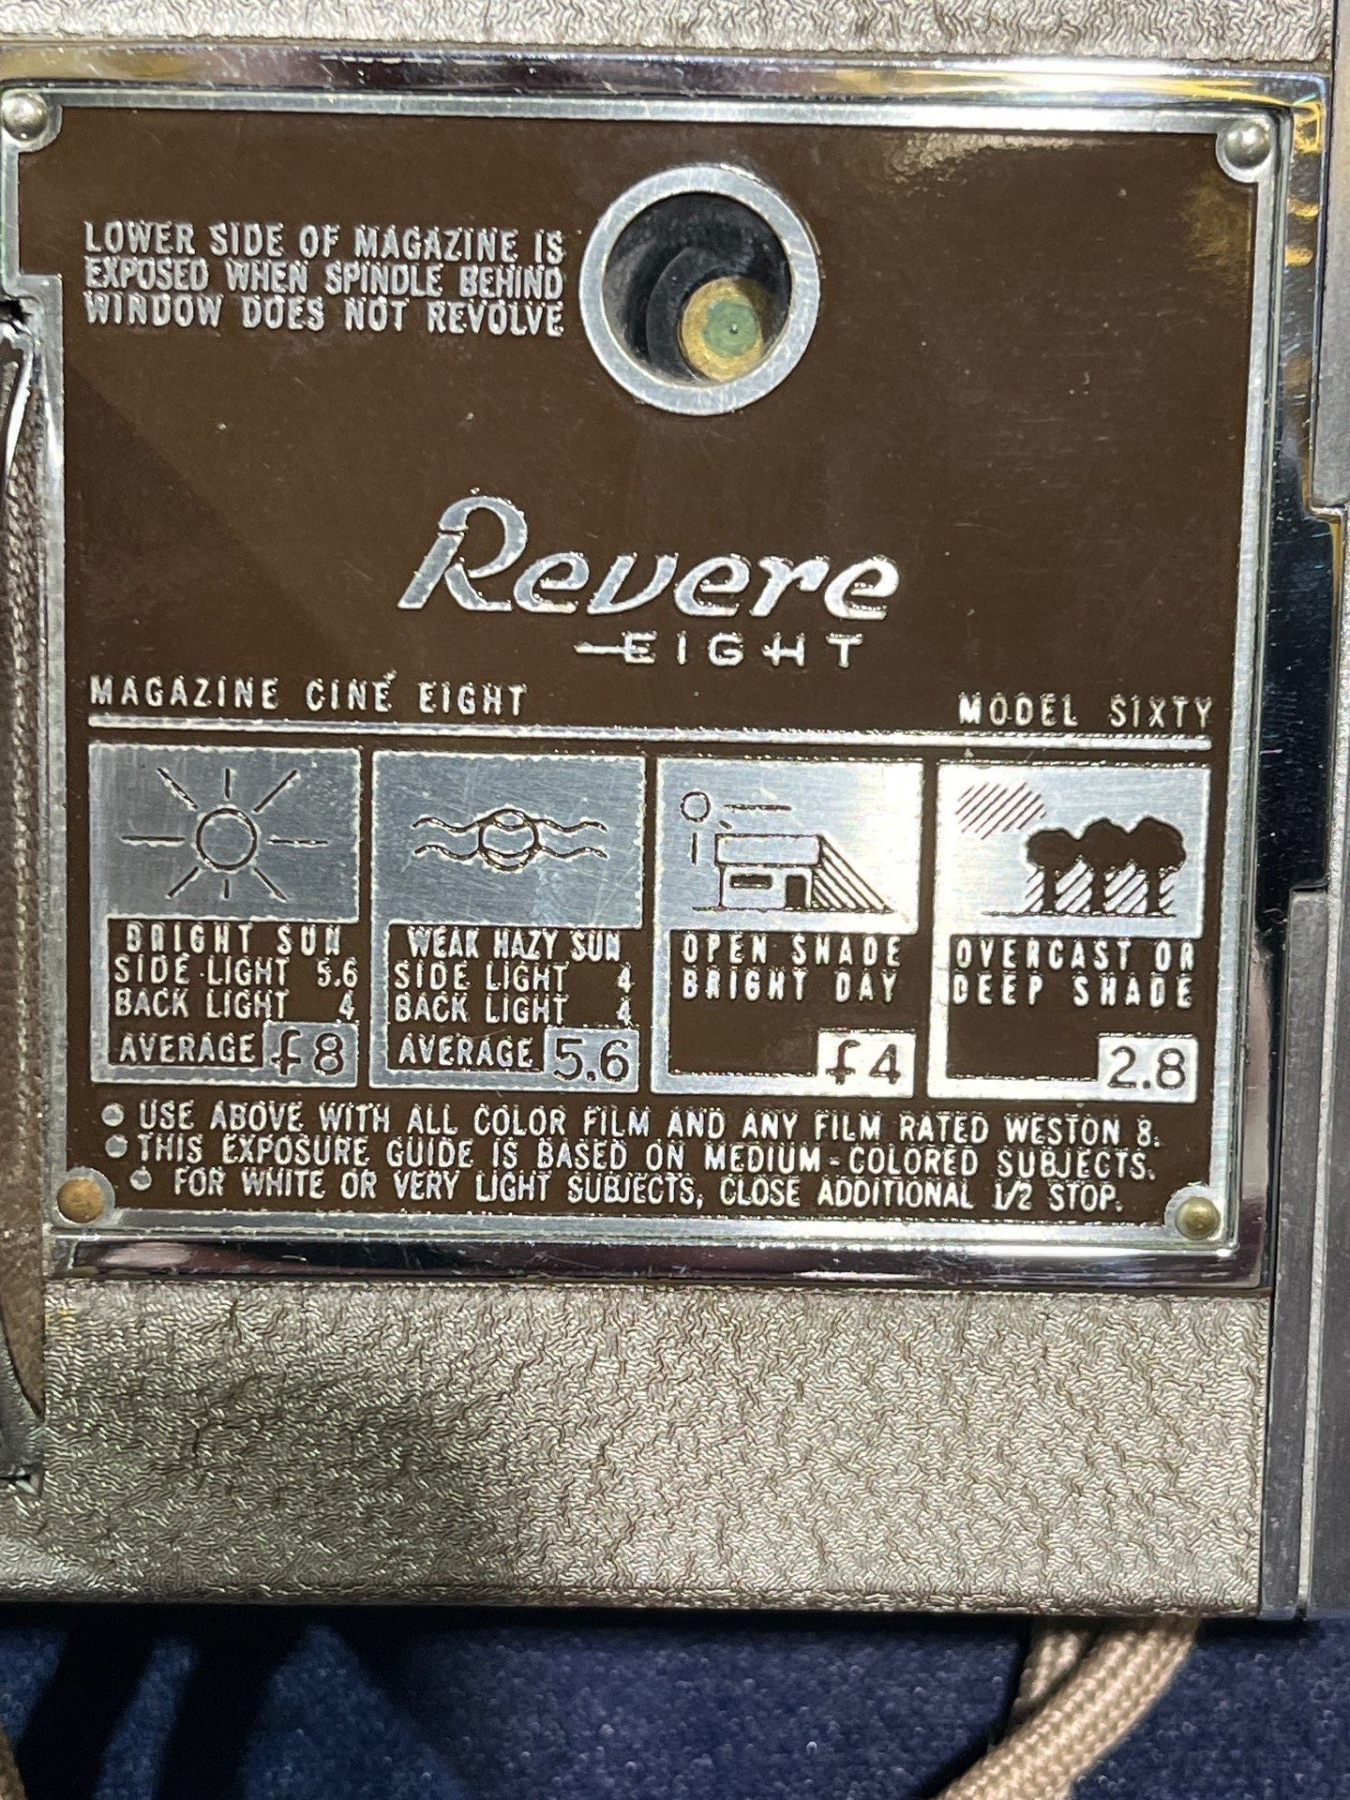 LOWER SIDE OF MAGAZINE IS
EXPOSED WHEN SPINDLE BEHIND
WINDOW DOES NOT REVOLVE
Revere
EIGHT
MAGAZINE CINÉ EIGHT
MODEL SIXTY
BRIGHT SUN
SIDE LIGHT 5.6
BACK LIGHT 4
AVERAGE f8
WEAK HAZY SUN
SIDE LIGHT 4
BACK LIGHT 4
AVERAGE 5.6
OPEN SHADE
BRIGHT DAY
f4
OVERCAST OR
DEEP SHADE
2.8
● USE ABOVE WITH ALL COLOR FILM AND ANY FILM RATED WESTON 8.
● THIS EXPOSURE GUIDE IS BASED ON MEDIUM-COLORED SUBJECTS.
● FOR WHITE OR VERY LIGHT SUBJECTS, CLOSE ADDITIONAL 1/2 STOP.